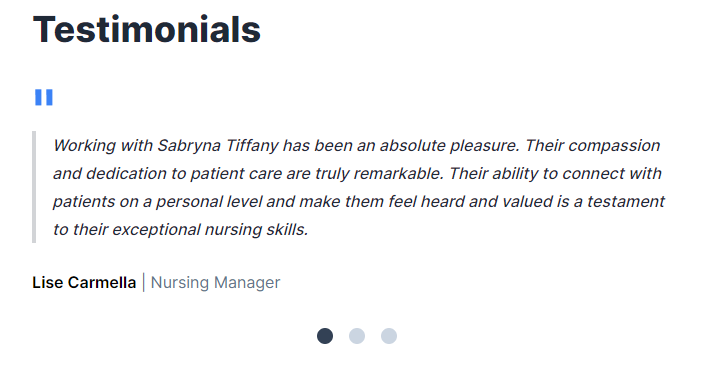 Testimonials
"
Working with Sabryna Tiffany has been an absolute pleasure. Their compassion
and dedication to patient care are truly remarkable. Their ability to connect with
patients on a personal level and make them feel heard and valued is a testament
to their exceptional nursing skills.
Lise Carmella | Nursing Manager